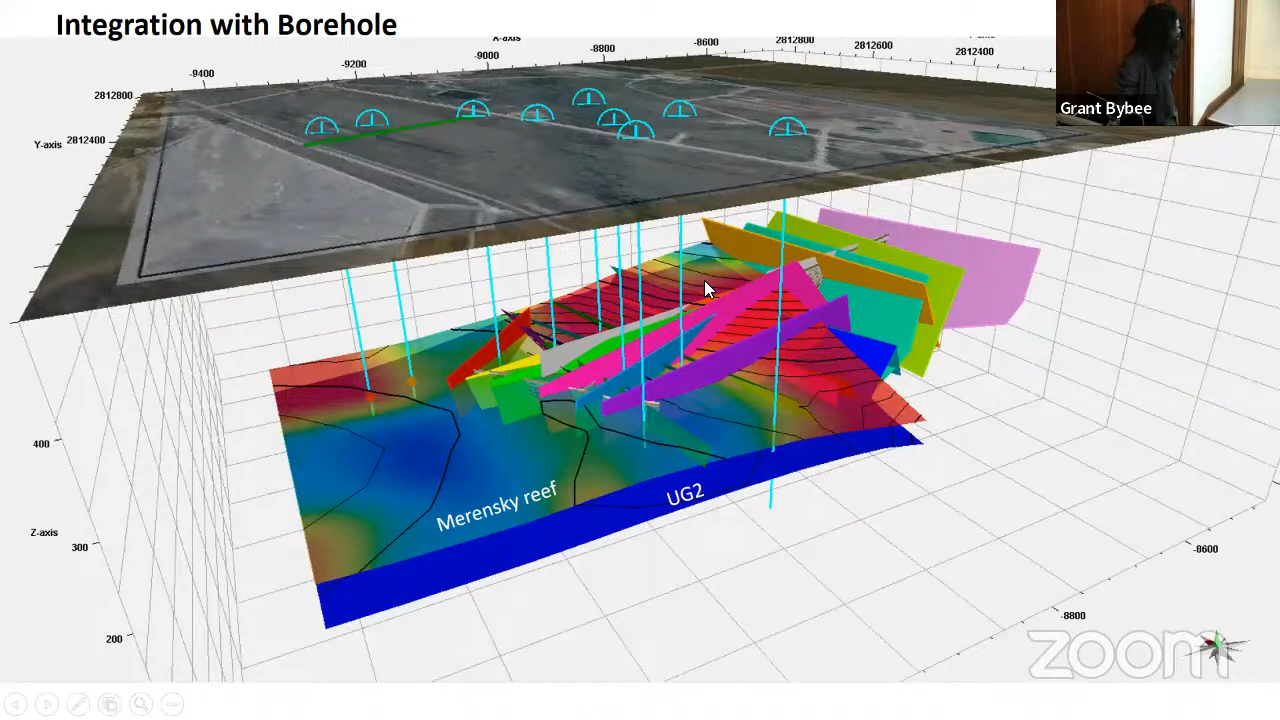 Integration with Borehole
Grant Bybee
X-axis
-9400
-9200
-9000
-8800
-8600
2812800
2812600
2812400
2812800
Y-axis
2812400
400
Z-axis
300
200
Merensky reef
UG2
-8600
-8800
zoom